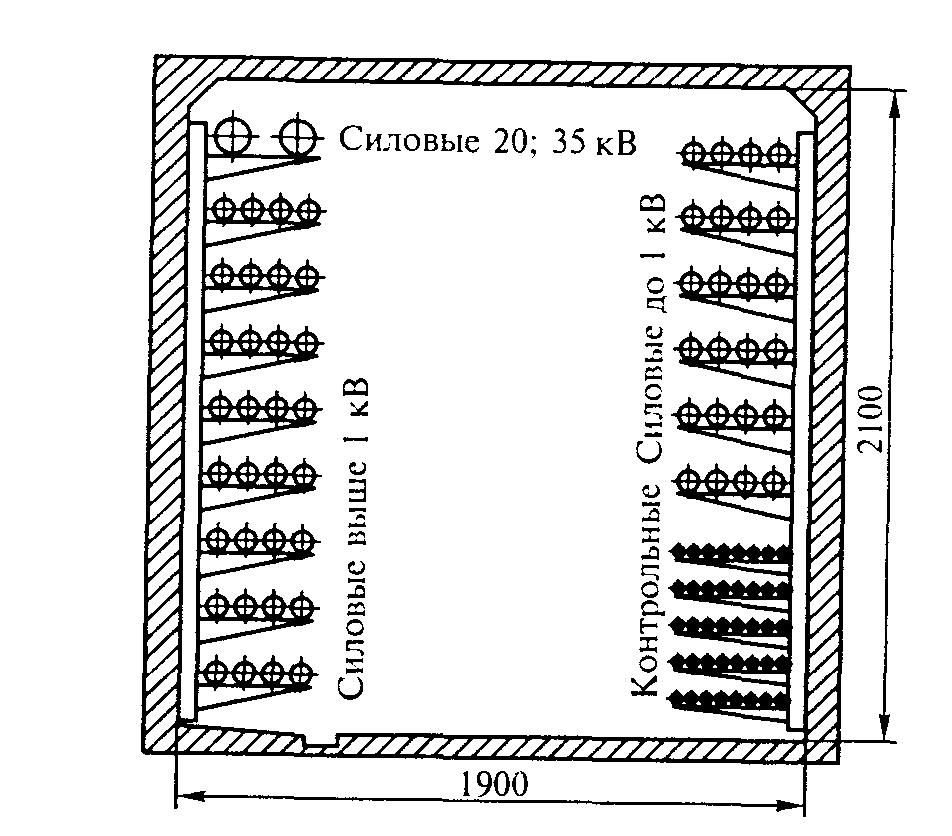 Силовые 20; 35 кВ
Силовые выше 1 кВ
Контрольные Силовые до 1 кВ
2100
1900